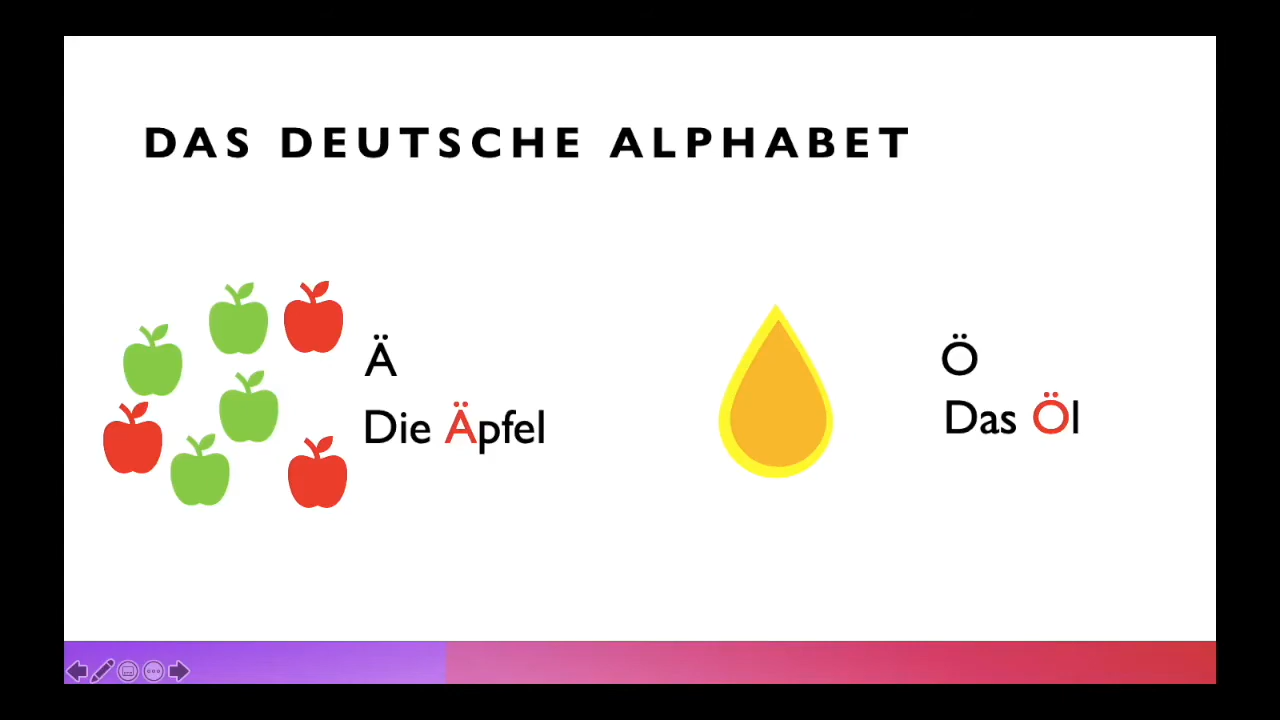 DAS DEUTSCHE ALPHABET
Ä
Die Äpfel
Ö
Das Öl